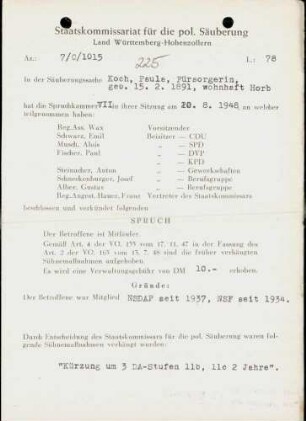 Staatskommissariat für die pol. Säuberung
Land Württemberg-Hohenzollern
Az.: 7/C/1015 225 L: 78
In der Säuberungssache Koch, Paula, Fürsorgerin,
geo. 15. 2. 1891, wohnhaft Horb
hat die Spruchkammer VII in ihrer Sitzung am 20. 8. 1948, an welcher
teilgenommen haben:
Reg.Ass. Wax Vorsitzender
Schwarz, Emil Beisitzer — CDU
Alois „ SPD
Fischer, Paul „ DVP
„ KPD
Steimacher, Anton „ Gewerkschaften
Schneckenburger, Josef „ Berufsgruppe
Alber, Gustav „ Berufsgruppe
Reg.August. Hauser, Franz Vertreter des Staatskommissars
beschlossen und verkündet folgenden
SPRUCH
Der Betroffene ist Mitläufer.
Gemäß Art. 4 der VO. 133 vom 17. 11. 47 in der Fassung des
Art. 2 der VO. 165 vom 15. 7. 48 sind die früher verhängten
Sühnemaßnahmen aufgehoben.
Es wird eine Verwaltungsgebühr von DM 10.- erhoben.
Gründe:
Der Betroffene war Mitglied NSDAP seit 1937, NSF seit 1934.
Durch Entscheidung des Staatskommissars für die pol. Säuberung waren fol-
gende Sühnemaßnahmen verhängt worden:
"Kürzung um 3 DA-Stufen 11b, 11c 2 Jahre".